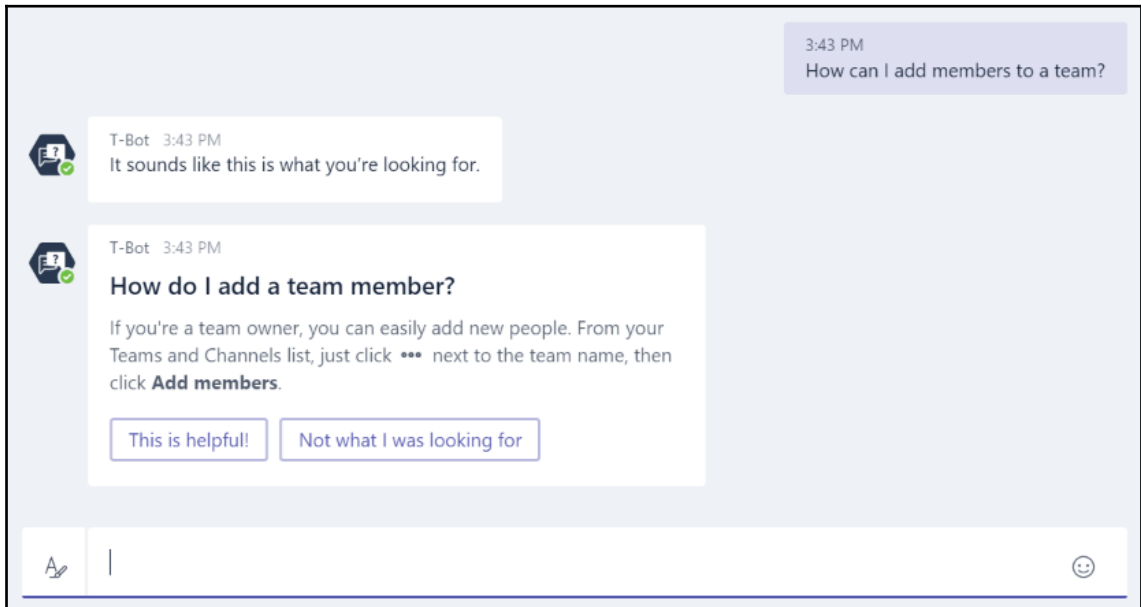 3:43 PM
How can I add members to a team?
T-Bot 3:43 PM
It sounds like this is what you're looking for.
T-Bot 3:43 PM
How do I add a team member?
If you're a team owner, you can easily add new people. From your
Teams and Channels list, just click ••• next to the team name, then
click Add members.
This is helpful! Not what I was looking for